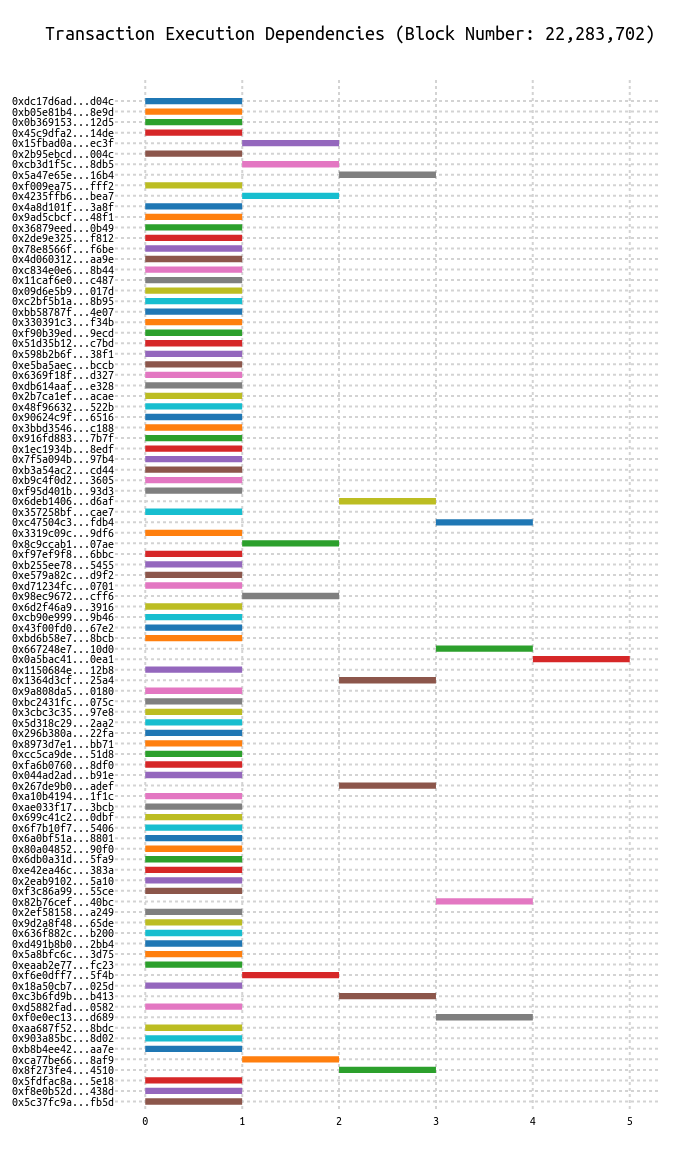 Transaction Execution Dependencies (Block Number: 22,283,702)
0xdc17d6ad...d04c
0xb05e81b4...8e9d
0x0b369153...12d5
0x45c9dfa2...14de
0x15fbad0a...ec3f
0x2b95ebcd...004c
0xcb3d1f5c...8db5
0x5a47e65e...16b4
0xf009ea75...fff2
0x4235ffb6...bea7
0x4a8d101f...3a8f
0x9ad5cbcf...48f1
0x36879eed...0b49
0x2de9e325...f812
0x78e8566f...f6be
0x4d060312...aa9e
0xc834e0e6...8b44
0x11caf6e0...c487
0x09d6e5b9...017d
0xc2bf5b1a...8b95
0xbb58787f...4e07
0x330391c3...f34b
0xf90b39ed...9ecd
0x51d35b12...c7bd
0x598b2b6f...38f1
0xe5ba5aec...bccb
0x6369f18f...d327
0xdb614aaf...e328
0x2b7ca1ef...acae
0x48f96632...522b
0x90624c9f...6516
0x3bbd3546...c188
0x916fd883...7b7f
0x1ec1934b...8edf
0x7f5a094b...97b4
0xb3a54ac2...cd44
0xb9c4f0d2...3605
0xf95d401b...93d3
0x6deb1406...d6af
0x357258bf...cae7
0xc47504c3...fdb4
0x3319c09c...9df6
0x8c9ccab1...07ae
0xf97ef9f8...6bbc
0xb255ee78...5455
0xe579a82c...d9f2
0xd71234fc...0701
0x98ec9672...cff6
0x6d2f46a9...3916
0xcb90e999...9b46
0x43f00fd0...67e2
0xbd6b58e7...8bcb
0x667248e7...10d0
0x0a5bac41...0ea1
0x1150684e...12b8
0x1364d3cf...25a4
0x9a808da5...0180
0xbc2431fc...075c
0x3cbc3c35...97e8
0x5d318c29...2aa2
0x296b380a...22fa
0x8973d7e1...bb71
0xcc5ca9de...51d8
0xfa6b0760...8df0
0x044ad2ad...b91e
0x267de9b0...adef
0xa10b4194...1f1c
0xae033f17...3bcb
0x699c41c2...0dbf
0x6f7b10f7...5406
0x6a0bf51a...8801
0x80a04852...90f0
0x6db0a31d...5fa9
0xe42ea46c...383a
0x2eab9102...5a10
0xf3c86a99...55ce
0x82b76cef...40bc
0x2ef58158...a249
0x9d2a8f48...65de
0x636f882c...b200
0xd491b8b0...2bb4
0x5a8bfc6c...3d75
0xeaab2e77...fc23
0xf6e0dff7...5f4b
0x18a50cb7...025d
0xc3b6fd9b...b413
0xd5882fad...0582
0xf0e0ec13...d689
0xaa687f52...8bdc
0x903a85bc...8d02
0xb8b4ee42...aa7e
0xca77be66...8af9
0x8f273fe4...4510
0x5fdfac8a...5e18
0xf8e0b52d...438d
0x5c37fc9a...fb5d
0 1 2 3 4 5